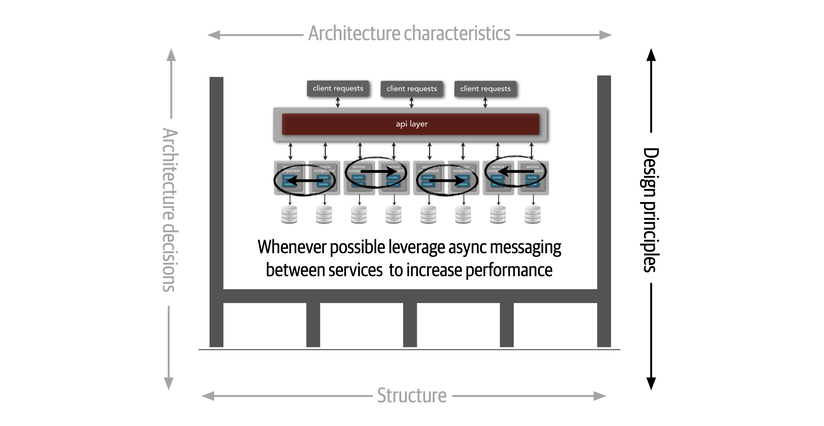 Architecture characteristics
client requests
client requests
client requests
api layer
Architecture decisions
Design principles
Whenever possible leverage async messaging
between services to increase performance
Structure